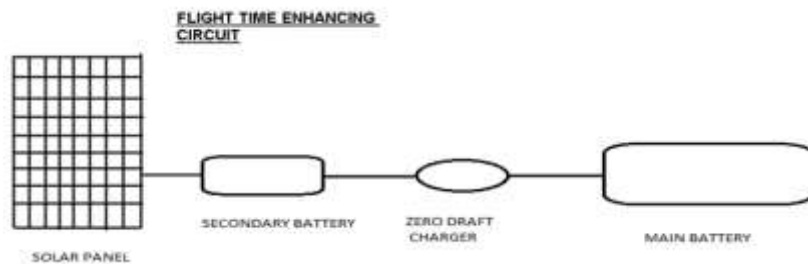 FLIGHT TIME ENHANCING
CIRCUIT
SECONDARY BATTERY
ZERO DRAFT
CHARGER
MAIN BATTERY
SOLAR PANEL